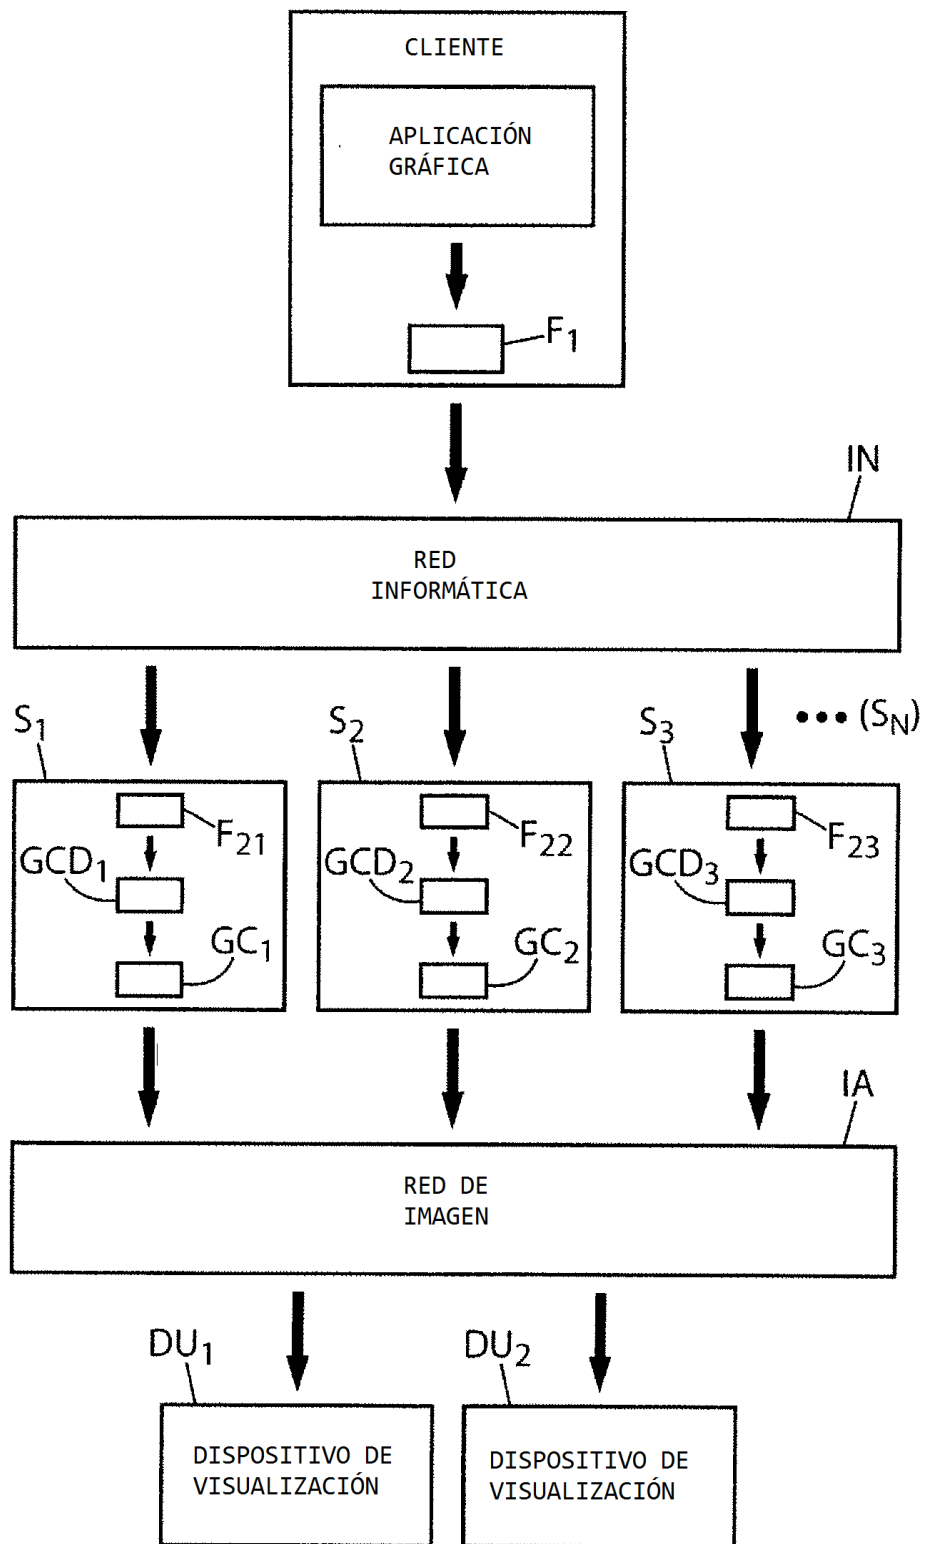 CLIENTE
APLICACIÓN
GRÁFICA
F1
IN
RED
INFORMÁTICA
S1
S2
S3
••• (SN)
F21
F22
F23
GCD1
GCD2
GCD3
GC1
GC2
GC3
IA
RED DE
IMAGEN
DU1
DU2
DISPOSITIVO DE
VISUALIZACIÓN
DISPOSITIVO DE
VISUALIZACIÓN